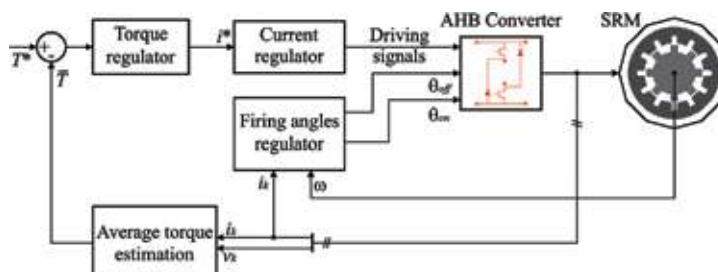 AHB Converter
SRM
Torque
regulator
Current
regulator
Driving
signals
T*
+
-
T̄
i*
θoff
θon
Firing angles
regulator
ik
ω
Average torque
estimation
ik
vk